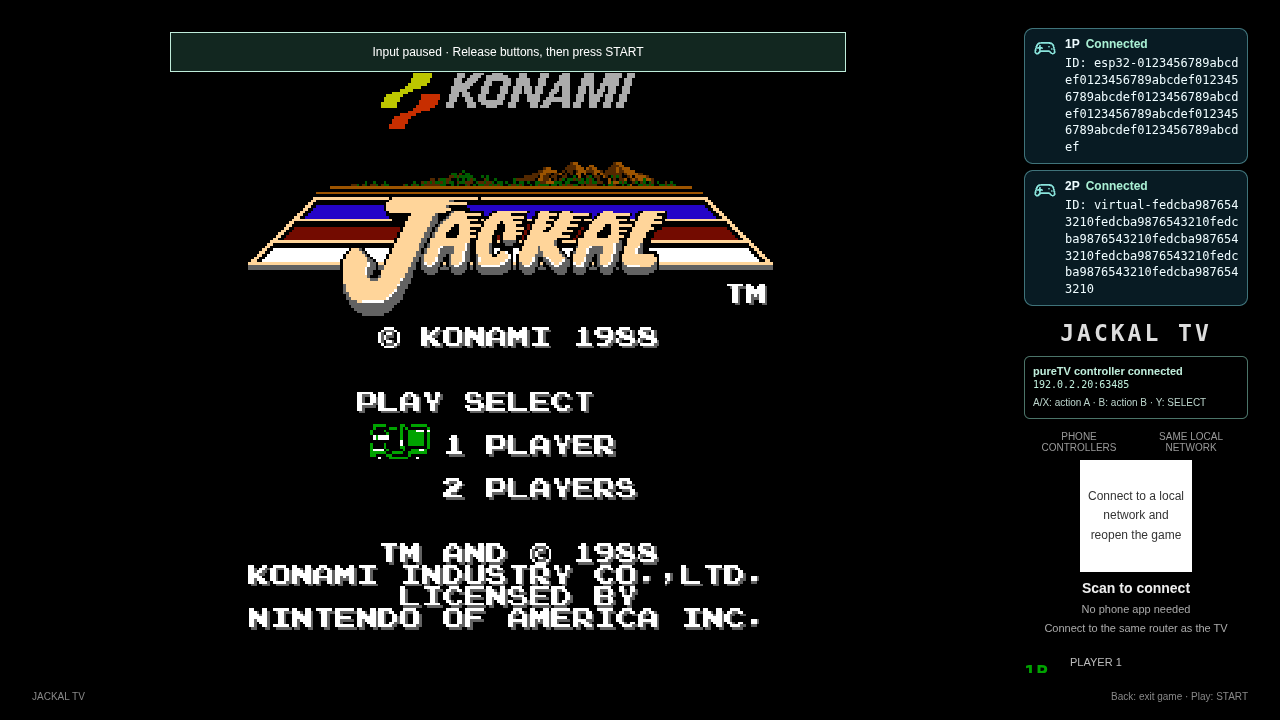 Input paused · Release buttons, then press START
KONAMI
JACKAL
TM
© KONAMI 1988
PLAY SELECT
1 PLAYER
2 PLAYERS
TM AND © 1988
KONAMI INDUSTRY CO.,LTD.
LICENSED BY
NINTENDO OF AMERICA INC.
JACKAL TV
1P Connected
ID: esp32-0123456789abcd
ef0123456789abcdef012345
6789abcdef0123456789abcd
ef0123456789abcdef012345
6789abcdef0123456789abcd
ef
2P Connected
ID: virtual-fedcba987654
3210fedcba9876543210fedc
ba9876543210fedcba987654
3210fedcba9876543210fedc
ba9876543210fedcba987654
3210
JACKAL TV
pureTV controller connected
192.0.2.20:63485
A/X: action A · B: action B · Y: SELECT
PHONE CONTROLLERS
SAME LOCAL NETWORK
Connect to a local
network and
reopen the game
Scan to connect
No phone app needed
Connect to the same router as the TV
1P
PLAYER 1
Back: exit game · Play: START